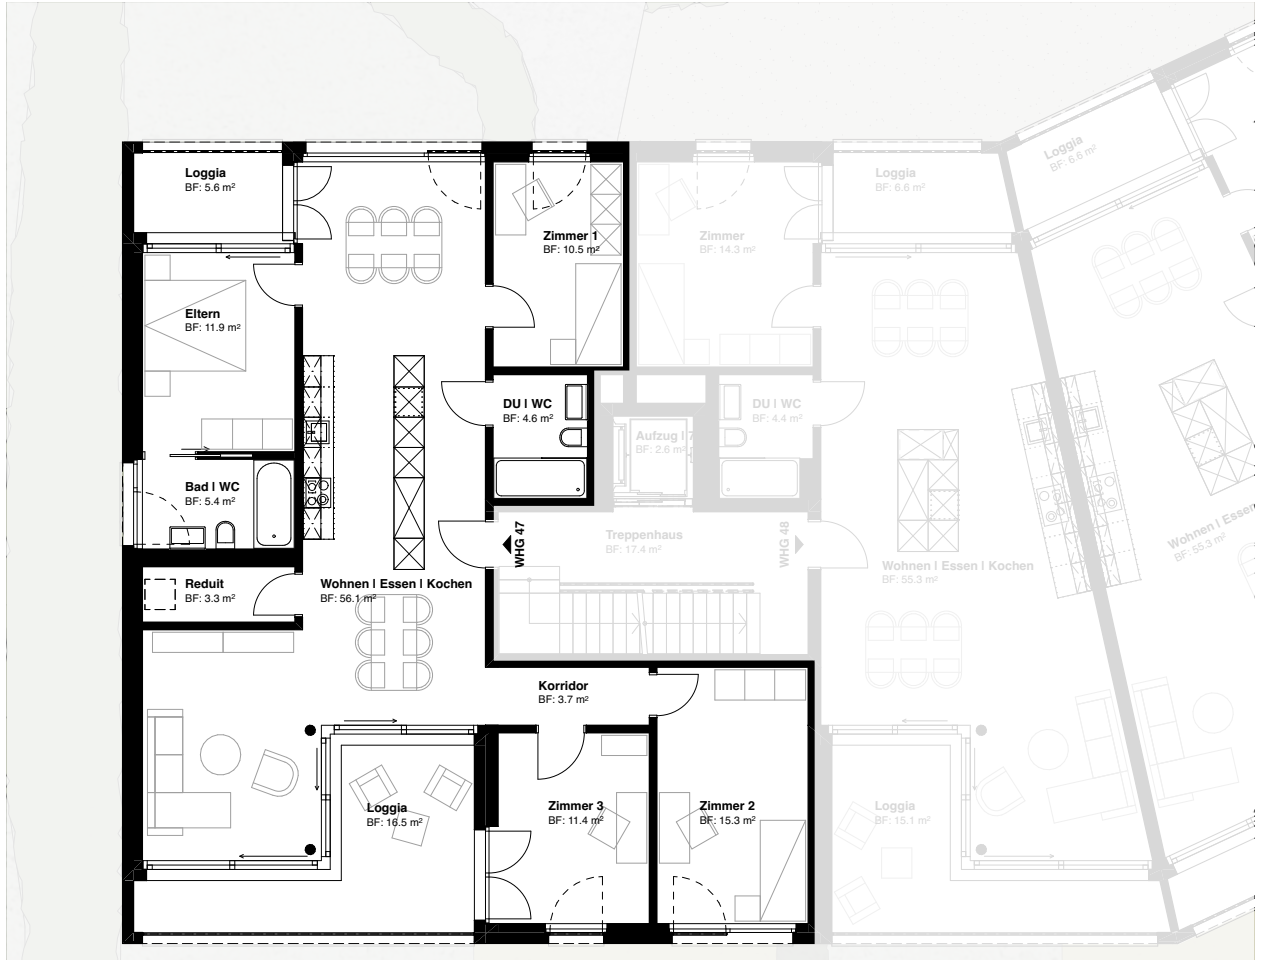 Loggia
BF: 5.6 m²
Zimmer 1
BF: 10.5 m²
Zimmer
BF: 14.3 m²
Loggia
BF: 6.6 m²
Loggia
BF: 6.6 m²
Eltern
BF: 11.9 m²
DU I WC
BF: 4.6 m²
DU I WC
BF: 4.4 m²
Aufzug I 7
BF: 2.6 m²
Bad I WC
BF: 5.4 m²
WHG 47
Treppenhaus
BF: 17.4 m²
WHG 48
Wohnen I Essen
BF: 55.3 m²
Reduit
BF: 3.3 m²
Wohnen I Essen I Kochen
BF: 56.1 m²
Wohnen I Essen I Kochen
BF: 55.3 m²
Korridor
BF: 3.7 m²
Loggia
BF: 16.5 m²
Zimmer 3
BF: 11.4 m²
Zimmer 2
BF: 15.3 m²
Loggia
BF: 15.1 m²